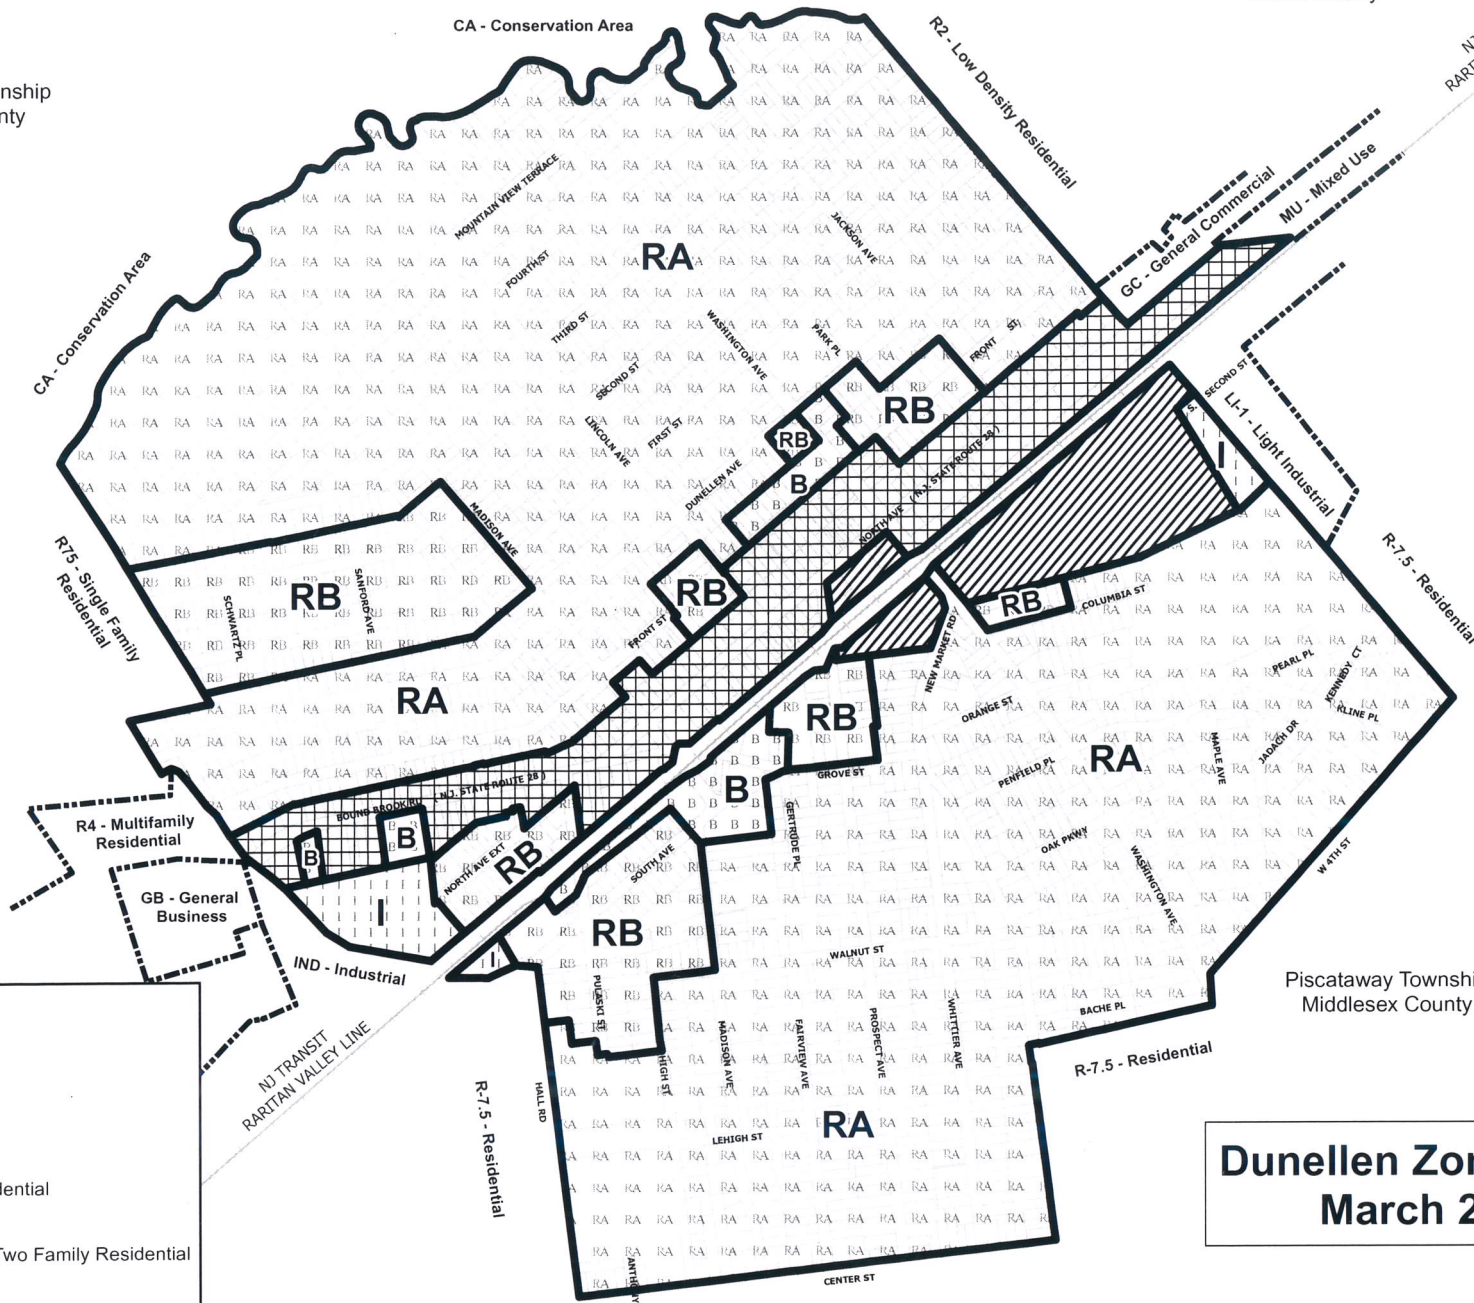 CA - Conservation Area
R2 - Low Density Residential
nship
nty
CA - Conservation Area
MOUNTAIN VIEW TERRACE
FOURTH ST
THIRD ST
SECOND ST
LINCOLN AVE
FIRST ST
DUNELLEN AVE
WASHINGTON AVE
JACKSON AVE
PARK PL
FRONT ST
RA
GC - General Commercial
MU - Mixed Use
RB
RB
B
NORTH AVE ( N.J. STATE ROUTE 28 )
S. SECOND ST
I
LI-1 - Light Industrial
R-7.5 - Residential
R75 - Single Family
Residential
MADISON AVE
SCHWARTZ PL
SANFORD AVE
RB
RB
FRONT ST
RA
RB
COLUMBIA ST
NEW MARKET RD
ORANGE ST
PENFIELD PL
OAK PKWY
PEARL PL
KENNEDY CT
KLINE PL
JADACH DR
MAPLE AVE
RA
WASHINGTON AVE
W 4TH ST
RB
GROVE ST
B
GERTRUDE PL
BOUND BROOK RD ( N.J. STATE ROUTE 28 )
B
B
NORTH AVE EXT
RB
I
I
SOUTH AVE
RB
PULASKI ST
R4 - Multifamily
Residential
GB - General
Business
IND - Industrial
NJ TRANSIT
RARITAN VALLEY LINE
WALNUT ST
BACHE PL
HIGH ST
MADISON AVE
FAIRVIEW AVE
PROSPECT AVE
WHITTIER AVE
HALL RD
R-7.5 - Residential
LEHIGH ST
RA
ANTHONY
CENTER ST
R-7.5 - Residential
Piscataway Townshi
Middlesex County
dential
Two Family Residential
Dunellen Zo
March 2